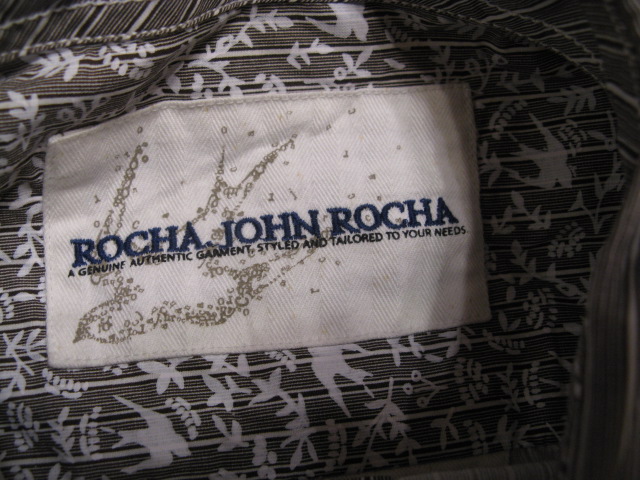 ROCHA.JOHN ROCHA
A GENUINE AUTHENTIC GARMENT, STYLED AND TAILORED TO YOUR NEEDS